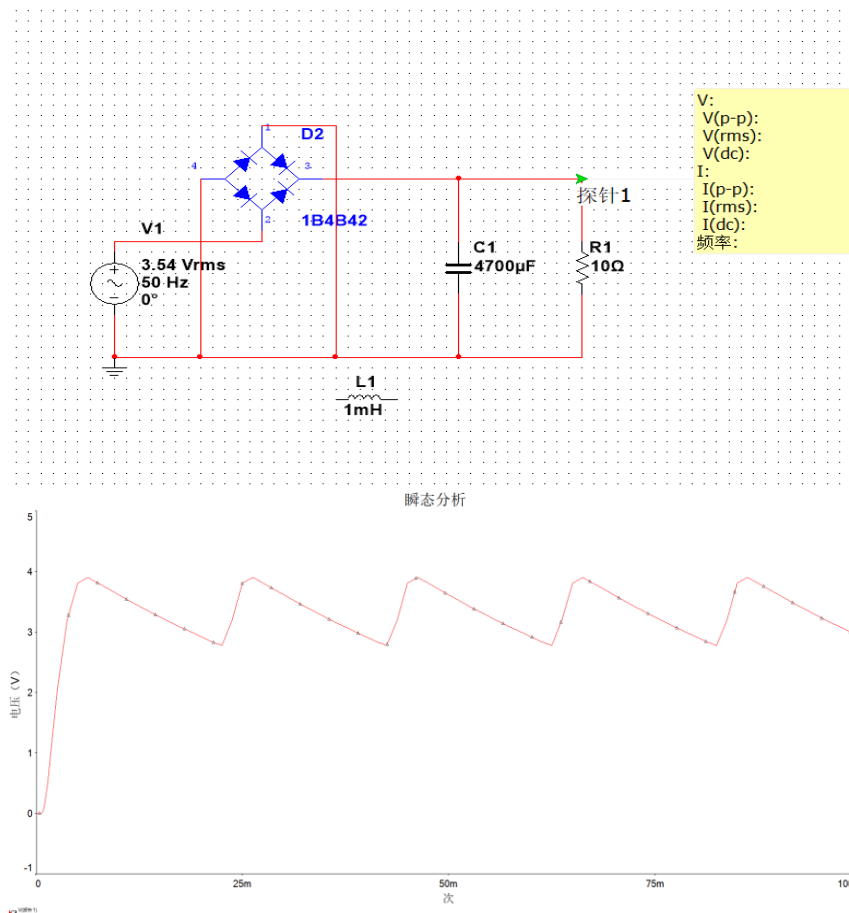 1
D2
4
3
2
1B4B42
V1
3.54 Vrms
50 Hz
0°
C1
4700µF
R1
10Ω
探针1
L1
1mH
V:
V(p-p):
V(rms):
V(dc):
I:
I(p-p):
I(rms):
I(dc):
频率:
瞬态分析
电压 (V)
5
4
3
2
1
0
-1
0
25m
50m
75m
次